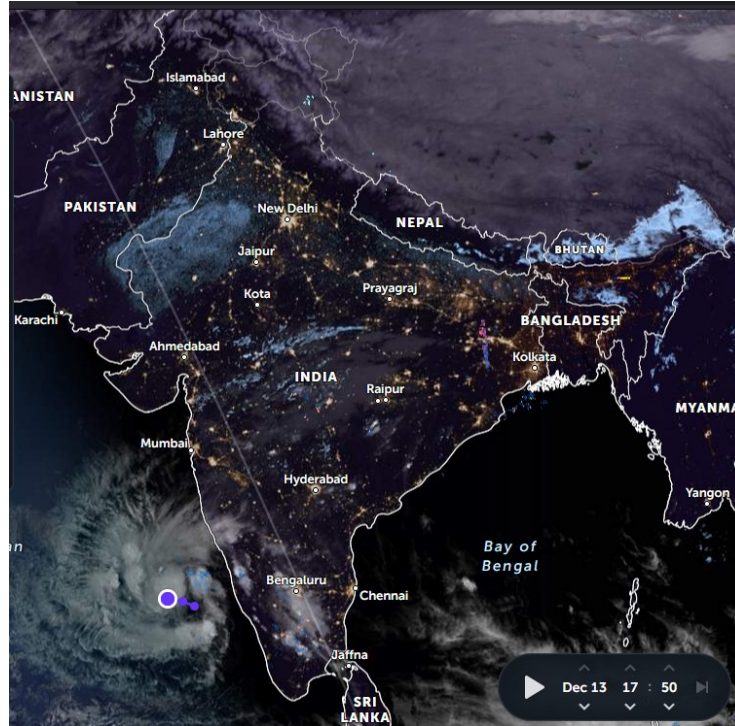 Islamabad
ANISTAN
Lahore
PAKISTAN
New Delhi
NEPAL
BHUTAN
Jaipur
Kota
Prayagraj
Karachi
BANGLADESH
Ahmedabad
Kolkata
INDIA
Raipur
MYANMA
Mumbai
Hyderabad
Yangon
an
Bay of
Bengal
Bengaluru
Chennai
Jaffna
Dec 13 17 : 50
SRI
LANKA